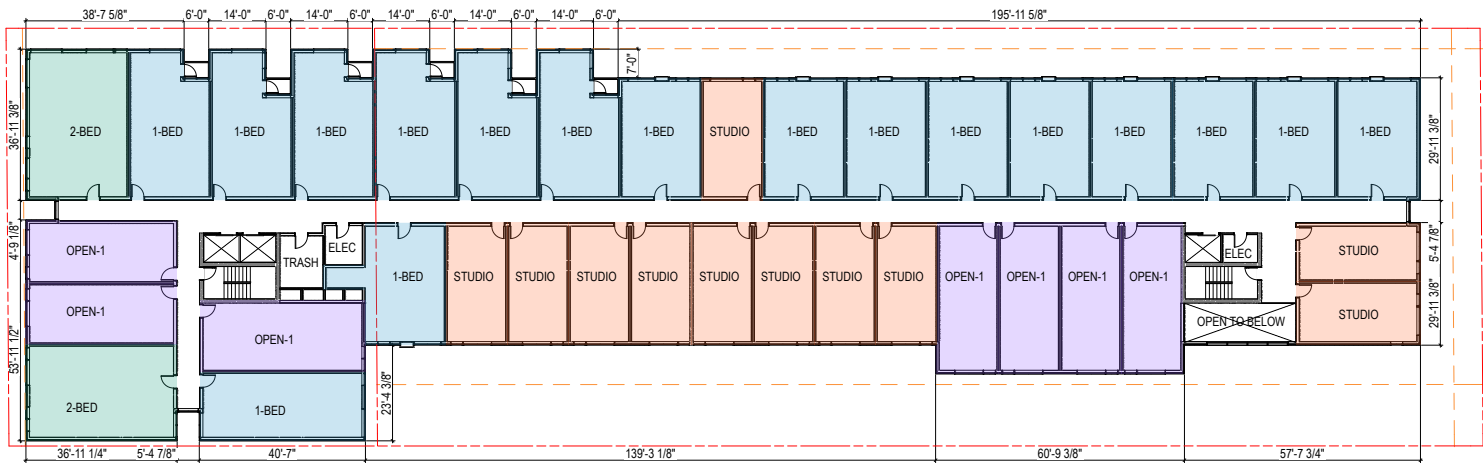 38'-7 5/8" 6'-0" 14'-0" 6'-0" 14'-0" 6'-0" 14'-0" 6'-0" 14'-0" 6'-0" 14'-0" 6'-0" 195'-11 5/8"
7'-0"
36'-11 3/8"
2-BED 1-BED 1-BED 1-BED 1-BED 1-BED 1-BED 1-BED STUDIO 1-BED 1-BED 1-BED 1-BED 1-BED 1-BED 1-BED 1-BED
29'-11 3/8"
4'-9 1/8"
OPEN-1
TRASH
ELEC
1-BED STUDIO STUDIO STUDIO STUDIO STUDIO STUDIO STUDIO STUDIO OPEN-1 OPEN-1 OPEN-1 OPEN-1
ELEC
STUDIO
5'-4 7/8"
OPEN-1
OPEN-1
OPEN TO BELOW
STUDIO
29'-11 3/8"
53'-11 1/2"
2-BED
1-BED
23'-4 3/8"
36'-11 1/4" 5'-4 7/8" 40'-7" 139'-3 1/8" 60'-9 3/8" 57'-7 3/4"